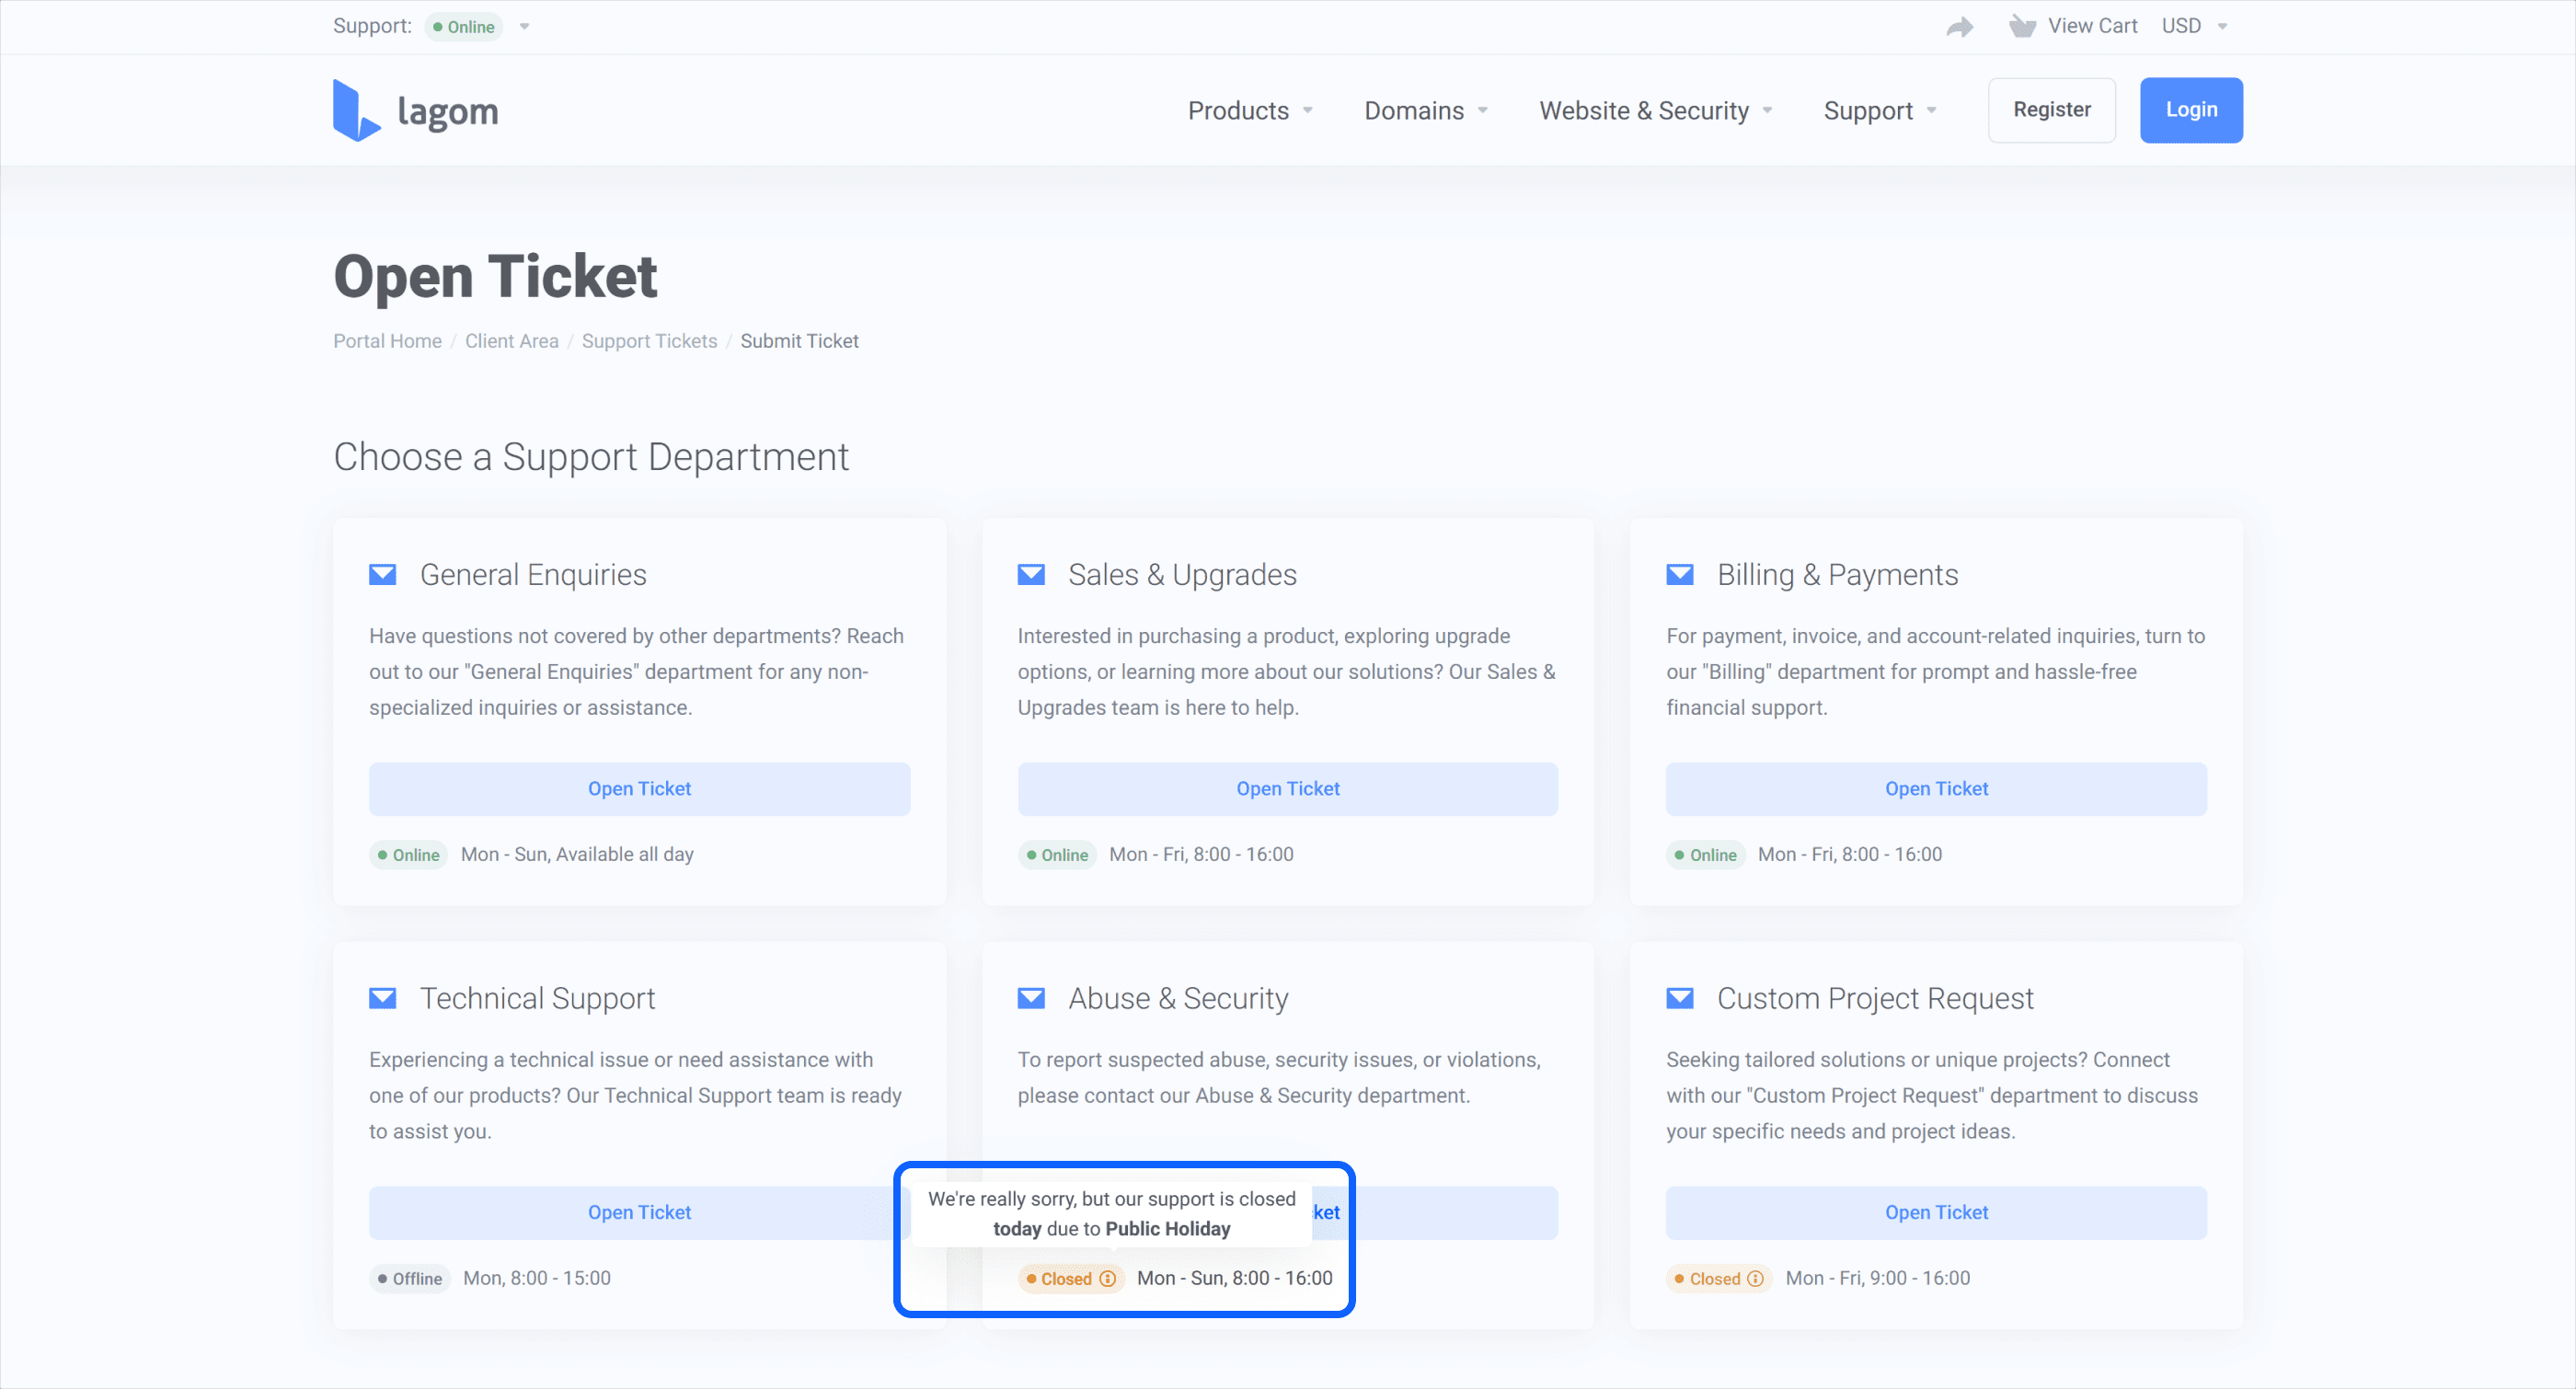 Support: Online
View Cart USD
lagom
Products Domains Website & Security Support Register Login
Open Ticket
Portal Home / Client Area / Support Tickets / Submit Ticket
Choose a Support Department
General Enquiries
Have questions not covered by other departments? Reach
out to our "General Enquiries" department for any non-
specialized inquiries or assistance.
Open Ticket
Online Mon - Sun, Available all day
Sales & Upgrades
Interested in purchasing a product, exploring upgrade
options, or learning more about our solutions? Our Sales &
Upgrades team is here to help.
Open Ticket
Online Mon - Fri, 8:00 - 16:00
Billing & Payments
For payment, invoice, and account-related inquiries, turn to
our "Billing" department for prompt and hassle-free
financial support.
Open Ticket
Online Mon - Fri, 8:00 - 16:00
Technical Support
Experiencing a technical issue or need assistance with
one of our products? Our Technical Support team is ready
to assist you.
Open Ticket
Offline Mon, 8:00 - 15:00
Abuse & Security
To report suspected abuse, security issues, or violations,
please contact our Abuse & Security department.
We're really sorry, but our support is closed
today due to Public Holiday
ket
Closed Mon - Sun, 8:00 - 16:00
Custom Project Request
Seeking tailored solutions or unique projects? Connect
with our "Custom Project Request" department to discuss
your specific needs and project ideas.
Open Ticket
Closed Mon - Fri, 9:00 - 16:00